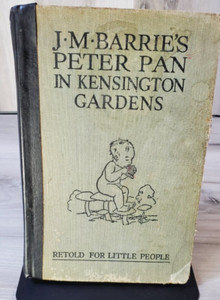 J·M·BARRIE'S
PETER PAN
IN KENSINGTON
GARDENS
RETOLD FOR LITTLE PEOPLE